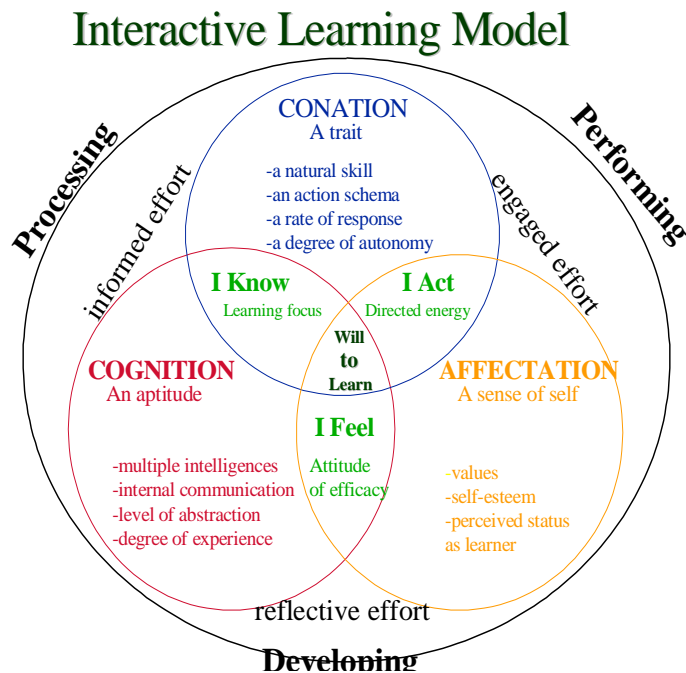 Interactive Learning Model
Processing
Performing
informed effort
engaged effort
CONATION
A trait
-a natural skill
-an action schema
-a rate of response
-a degree of autonomy
I Know
Learning focus
I Act
Directed energy
Will
to
Learn
COGNITION
An aptitude
-multiple intelligences
-internal communication
-level of abstraction
-degree of experience
AFFECTATION
A sense of self
-values
-self-esteem
-perceived status
as learner
I Feel
Attitude
of efficacy
reflective effort
Developing